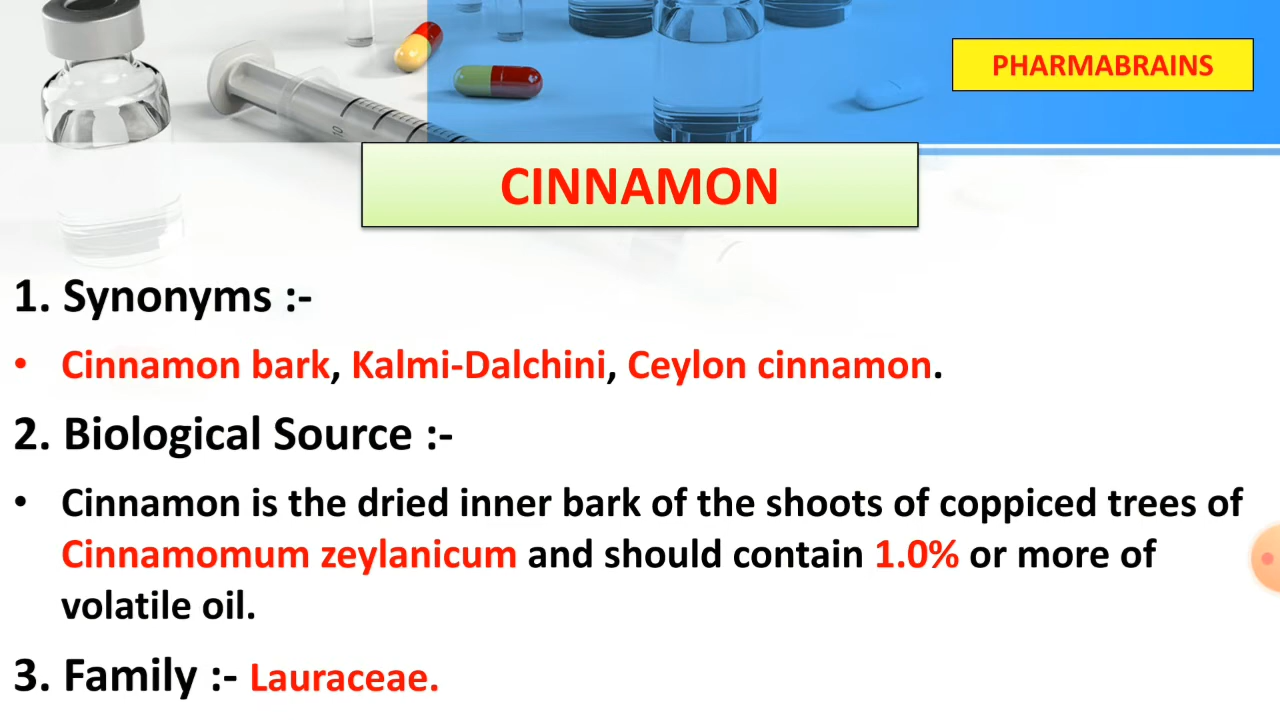 PHARMABRAINS
CINNAMON
1. Synonyms :-
• Cinnamon bark, Kalmi-Dalchini, Ceylon cinnamon.
2. Biological Source :-
• Cinnamon is the dried inner bark of the shoots of coppiced trees of
Cinnamomum zeylanicum and should contain 1.0% or more of
volatile oil.
3. Family :- Lauraceae.